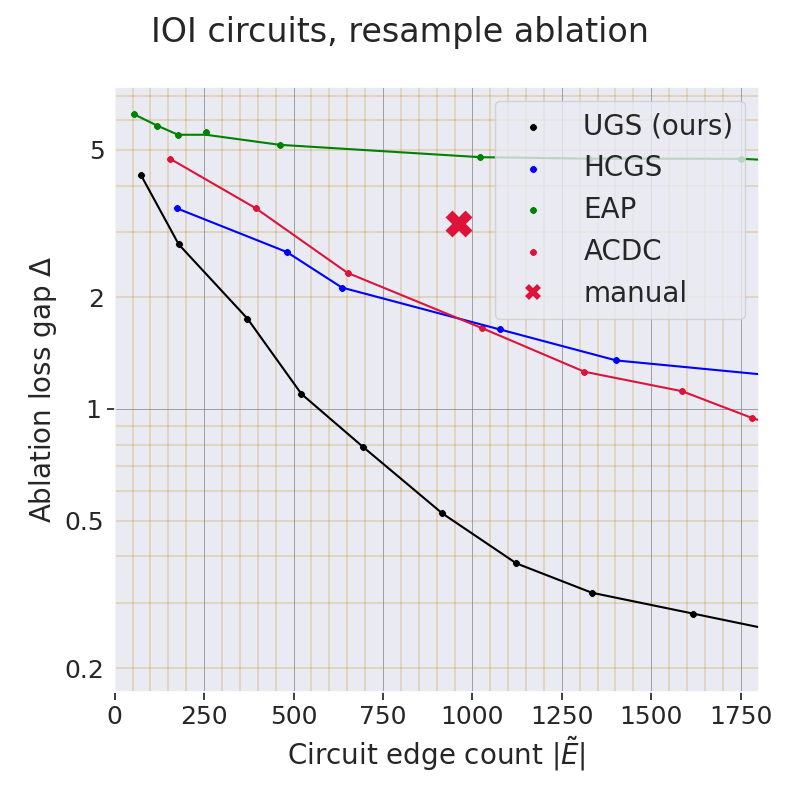 IOI circuits, resample ablation
Ablation loss gap Δ
5
2
1
0.5
0.2
UGS (ours)
HCGS
EAP
ACDC
manual
0 250 500 750 1000 1250 1500 1750
Circuit edge count |Ẽ|